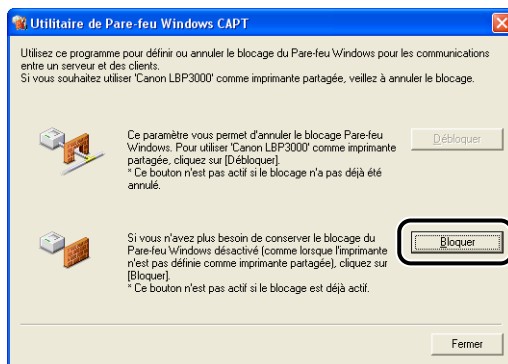 Utilitaire de Pare-feu Windows CAPT
Utilisez ce programme pour définir ou annuler le blocage du Pare-feu Windows pour les communications
entre un serveur et des clients.
Si vous souhaitez utiliser 'Canon LBP3000' comme imprimante partagée, veillez à annuler le blocage.
Ce paramètre vous permet d'annuler le blocage Pare-feu
Windows. Pour utiliser 'Canon LBP3000' comme imprimante
partagée, cliquez sur [Débloquer].
* Ce bouton n'est pas actif si le blocage n'a pas déjà été
annulé.
Débloquer
Si vous n'avez plus besoin de conserver le blocage du
Pare-feu Windows désactivé (comme lorsque l'imprimante
n'est pas définie comme imprimante partagée), cliquez sur
[Bloquer].
* Ce bouton n'est pas actif si le blocage est déjà actif.
Bloquer
Fermer